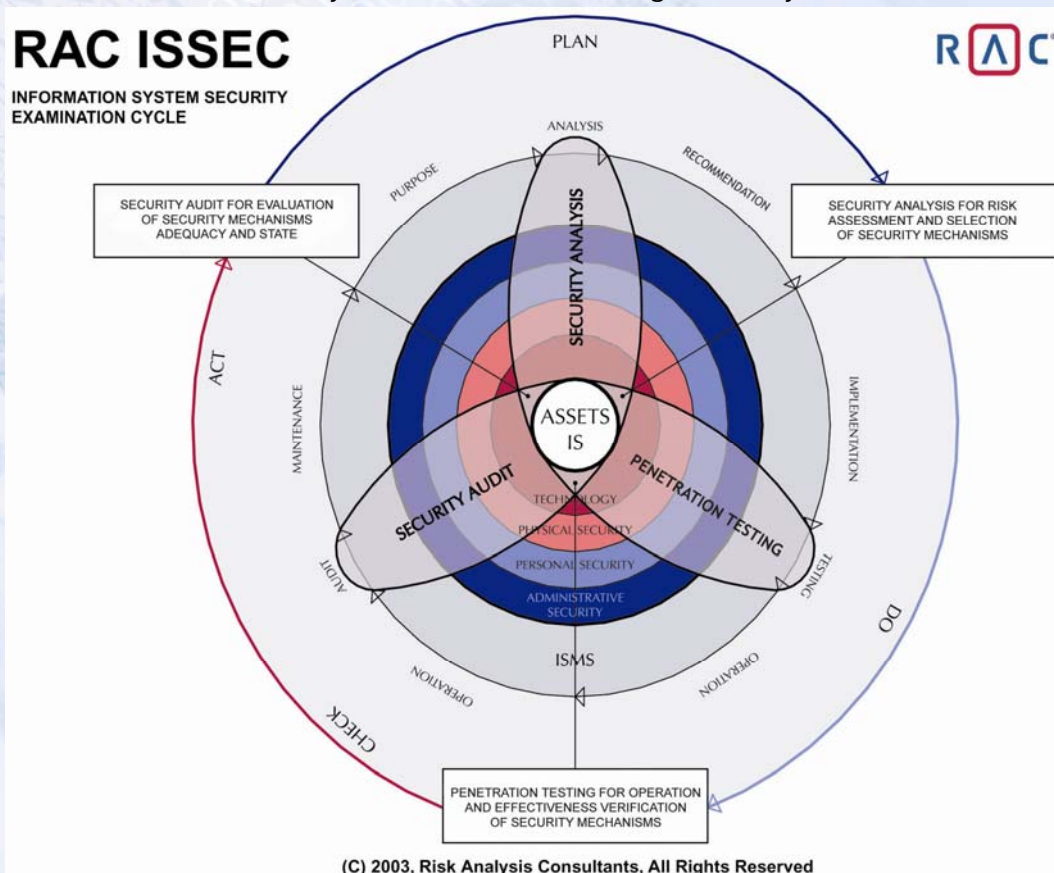 RAC ISSEC
INFORMATION SYSTEM SECURITY
EXAMINATION CYCLE
RAC
PLAN
ANALYSIS
PURPOSE
RECOMMENDATION
SECURITY AUDIT FOR EVALUATION
OF SECURITY MECHANISMS
ADEQUACY AND STATE
SECURITY ANALYSIS FOR RISK
ASSESSMENT AND SELECTION
OF SECURITY MECHANISMS
SECURITY ANALYSIS
ACT
MAINTENANCE
IMPLEMENTATION
ASSETS
IS
SECURITY AUDIT
PENETRATION TESTING
TECHNOLOGY
PHYSICAL SECURITY
PERSONAL SECURITY
ADMINISTRATIVE
SECURITY
AUDIT
TESTING
DO
ISMS
OPERATION
OPERATION
CHECK
PENETRATION TESTING FOR OPERATION
AND EFFECTIVENESS VERIFICATION
OF SECURITY MECHANISMS
(C) 2003, Risk Analysis Consultants, All Rights Reserved